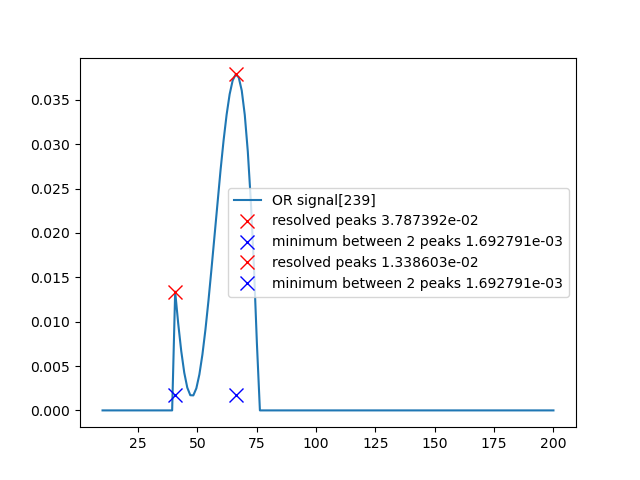 0.035
0.030
0.025
0.020
0.015
0.010
0.005
0.000
OR signal[239]
resolved peaks 3.787392e-02
minimum between 2 peaks 1.692791e-03
resolved peaks 1.338603e-02
minimum between 2 peaks 1.692791e-03
25 50 75 100 125 150 175 200